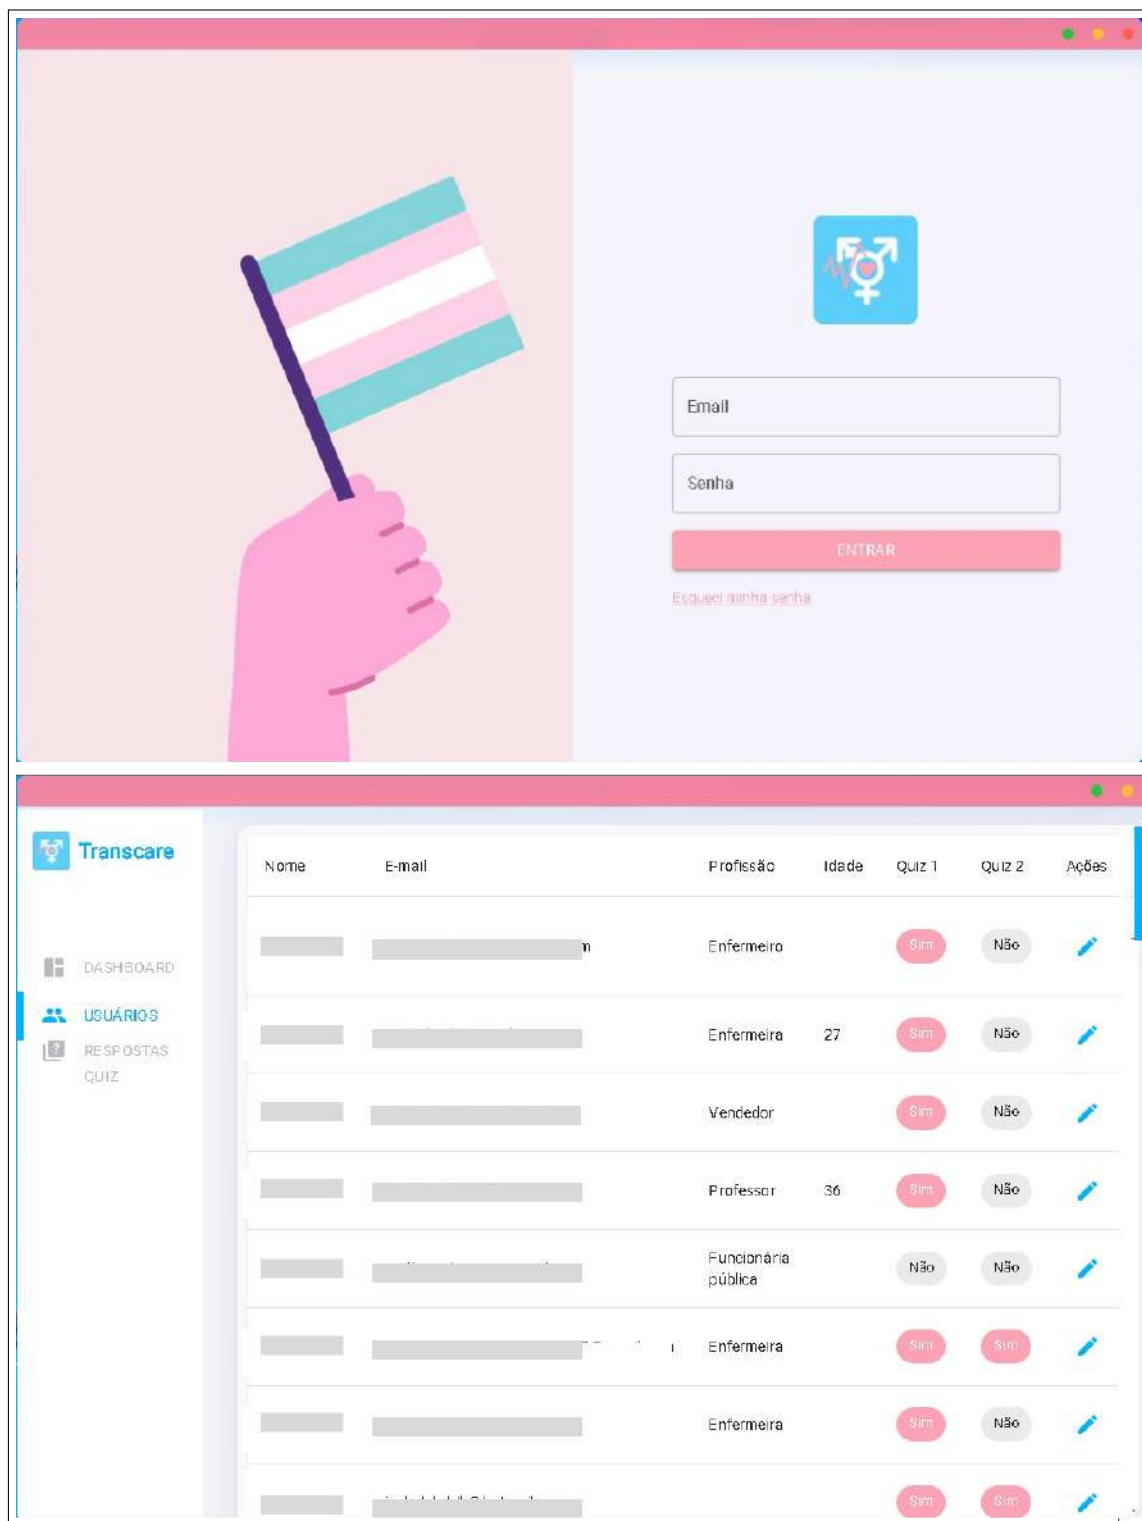 Email
Senha
ENTRAR
Esqueci minha senha
Transcare
DASHBOARD
USUÁRIOS
RESPOSTAS
QUIZ
Nome E-mail Profissão Idade Quiz 1 Quiz 2 Ações
m Enfermeiro Sim Não
Enfermeira 27 Sim Não
Vendedor Sim Não
Professor 36 Sim Não
Funcionária
pública Não Não
Enfermeira Sim Sim
Enfermeira Sim Não
Sim Sim